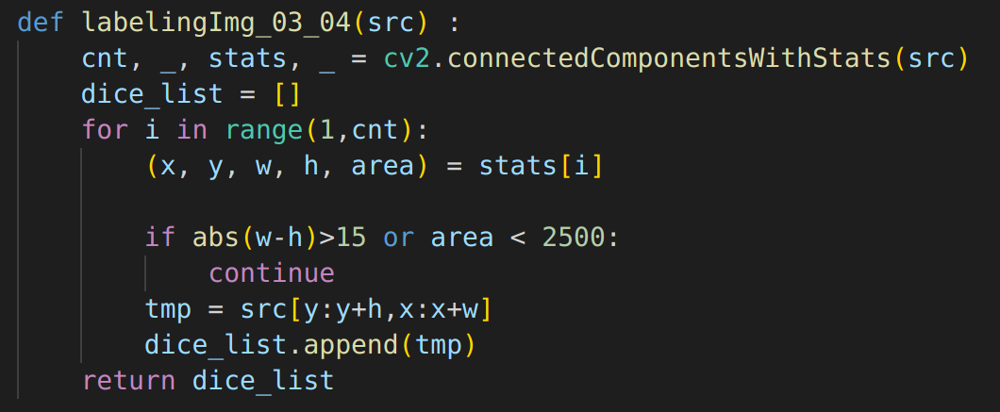 def labelingImg_03_04(src) :
    cnt, _, stats, _ = cv2.connectedComponentsWithStats(src)
    dice_list = []
    for i in range(1,cnt):
        (x, y, w, h, area) = stats[i]

        if abs(w-h)>15 or area < 2500:
            continue
        tmp = src[y:y+h,x:x+w]
        dice_list.append(tmp)
    return dice_list